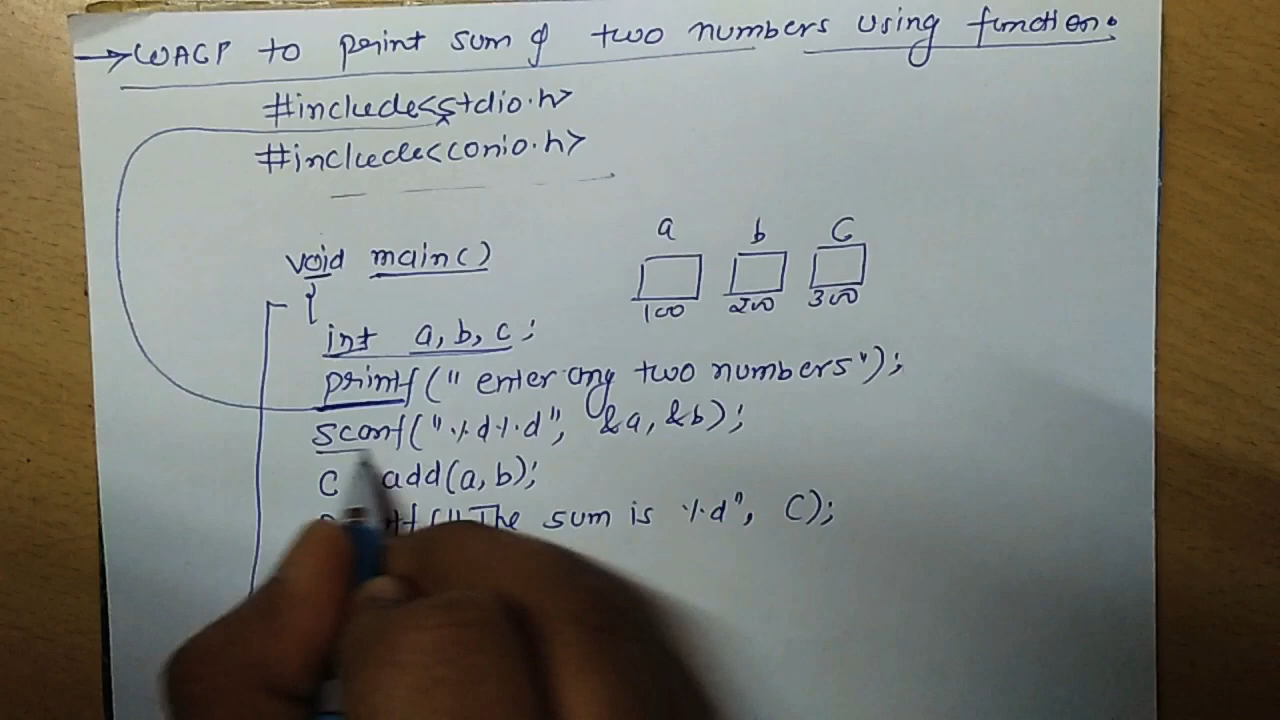 → WACP to print sum of two numbers using function:
#include<stdio.h>
#include<conio.h>
void main()
{
int a, b, c;
printf(" enter any two numbers");
scanf("%d%d", &a, &b);
c add(a, b);
("The sum is %d", c);
a b c
100 200 300